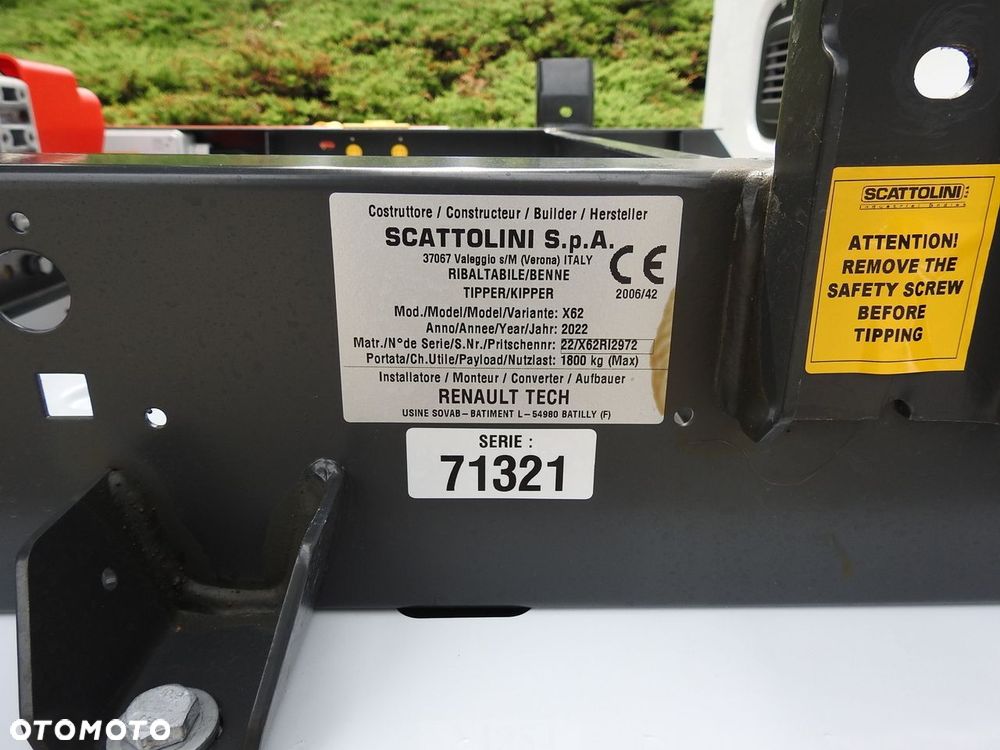 Costruttore / Constructeur / Builder / Hersteller
SCATTOLINI S.p.A.
37067 Valeggio s/M (Verona) ITALY
RIBALTABILE/BENNE
TIPPER/KIPPER
CE
2006/42
Mod./Model/Model/Variante: X62
Anno/Annee/Year/Jahr: 2022
Matr./N°de Serie/S.Nr./Pritschennr: 22/X62RI2972
Portata/Ch.Utile/Payload/Nutzlast: 1800 kg (Max)
Installatore / Monteur / Converter / Aufbauer
RENAULT TECH
USINE SOVAB-BATIMENT L-54980 BATILLY (F)
SERIE :
71321
SCATTOLINI
ATTENTION!
REMOVE THE
SAFETY SCREW
BEFORE
TIPPING
OTOMOTO